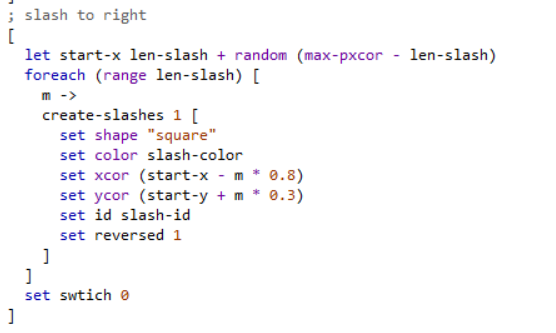 ]
; slash to right
[
let start-x len-slash + random (max-pxcor - len-slash)
foreach (range len-slash) [
m ->
create-slashes 1 [
set shape "square"
set color slash-color
set xcor (start-x - m * 0.8)
set ycor (start-y + m * 0.3)
set id slash-id
set reversed 1
]
]
set swtich 0
]